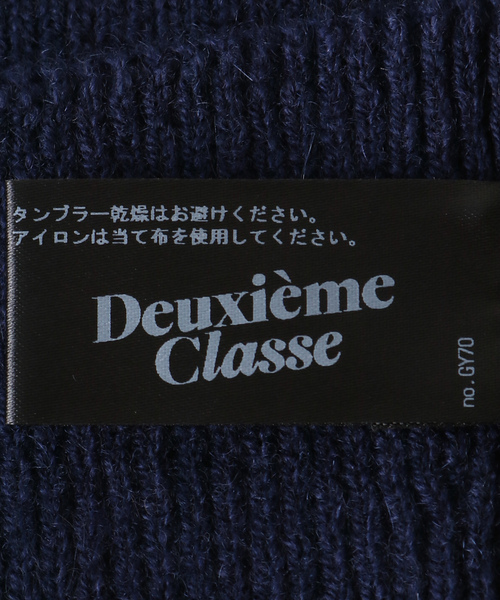 タンブラー乾燥はお避けください。
アイロンは当て布を使用してください。
Deuxième
Classe
no.GY70